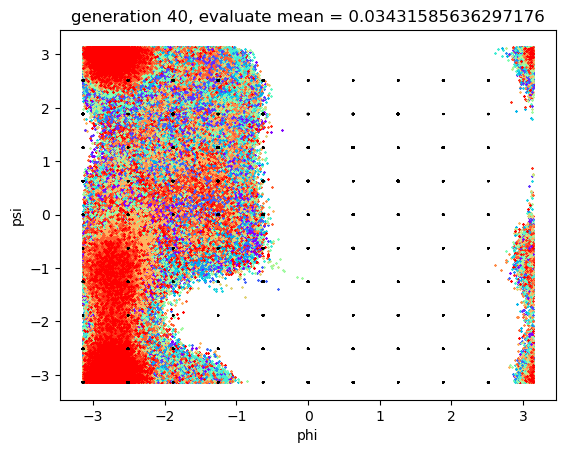 generation 40, evaluate mean = 0.03431585636297176
3
2
1
0
−1
−2
−3
psi
−3 −2 −1 0 1 2 3
phi